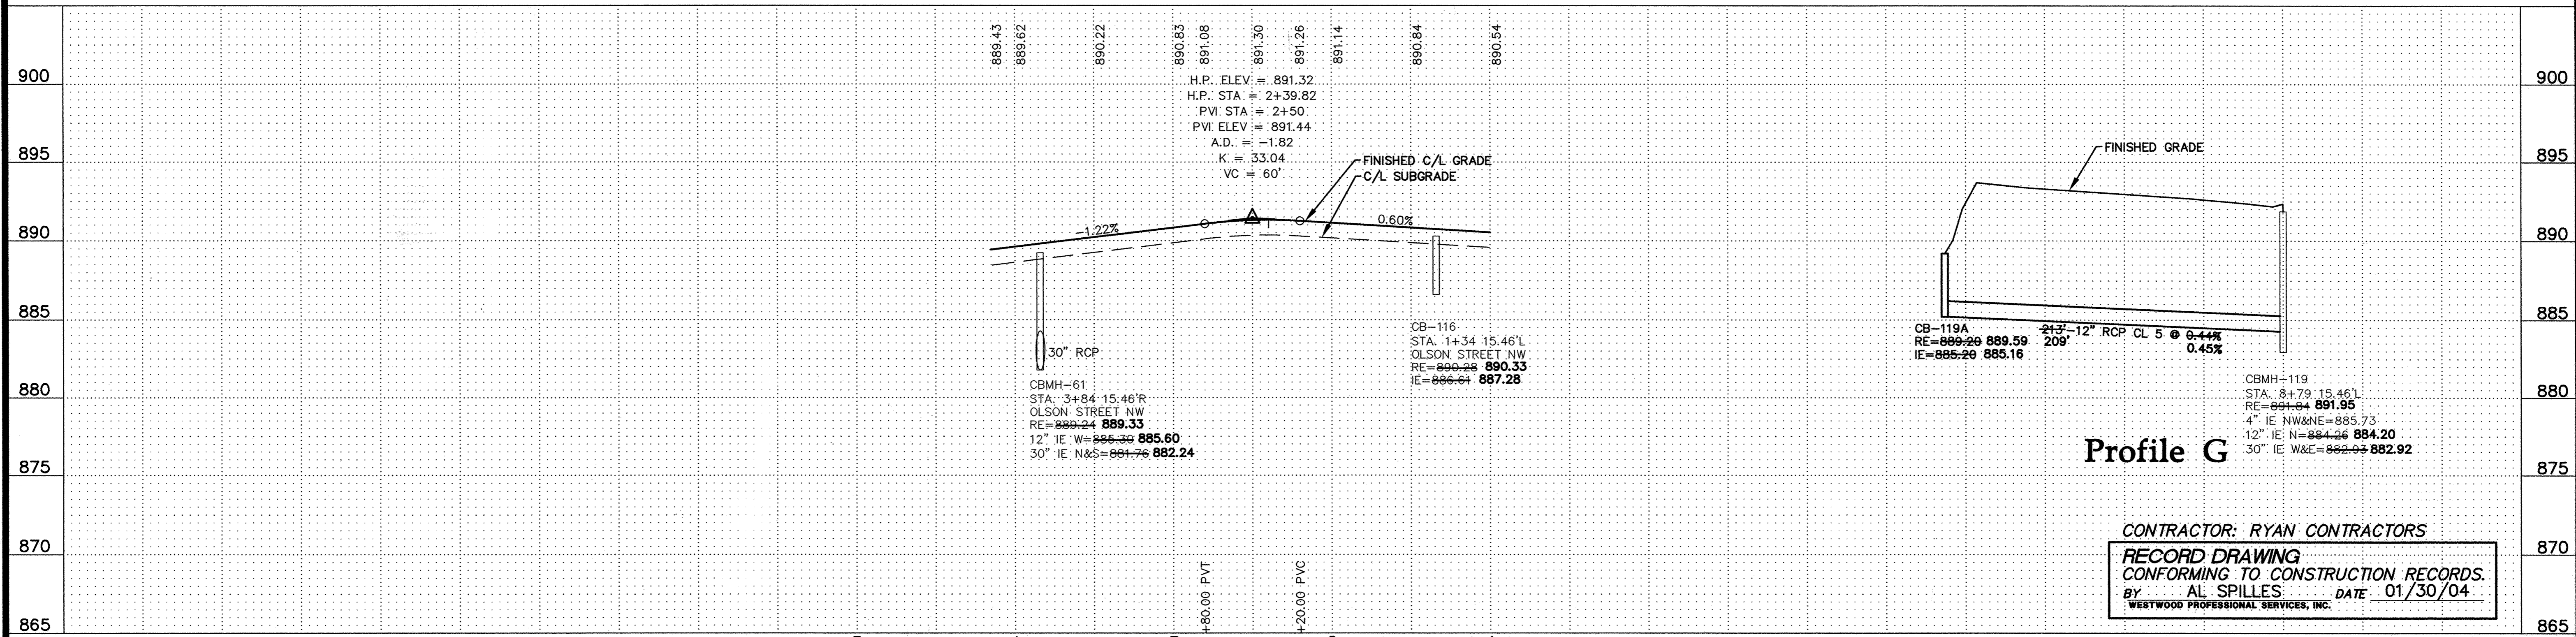 889.43
889.62
890.22
890.83
891.08
891.30
891.26
891.14
890.84
890.54
900
900
H.P. ELEV = 891.32
H.P. STA = 2+39.82
PVI STA = 2+50
PVI ELEV = 891.44
A.D. = -1.82
K = 33.04
VC = 60'
895
895
FINISHED C/L GRADE
C/L SUBGRADE
FINISHED GRADE
-1.22%
0.60%
890
890
885
885
30" RCP
CBMH-61
STA. 3+84 15.46'R
OLSON STREET NW
RE=889.24 889.33
12" IE W=885.30 885.60
30" IE N&S=881.76 882.24
CB-116
STA. 1+34 15.46'L
OLSON STREET NW
RE=890.28 890.33
IE=886.61 887.28
CB-119A
RE=889.20 889.59
IE=885.20 885.16
213'-12" RCP CL 5 @ 0.44%
209'
0.45%
CBMH-119
STA. 8+79 15.46'L
RE=891.84 891.95
4" IE NW&NE=885.73
12" IE N=884.26 884.20
30" IE W&E=882.93 882.92
880
880
Profile G
875
875
870
870
+80.00 PVT
+20.00 PVC
CONTRACTOR: RYAN CONTRACTORS
RECORD DRAWING
CONFORMING TO CONSTRUCTION RECORDS.
BY AL SPILLES DATE 01/30/04
WESTWOOD PROFESSIONAL SERVICES, INC.
865
865